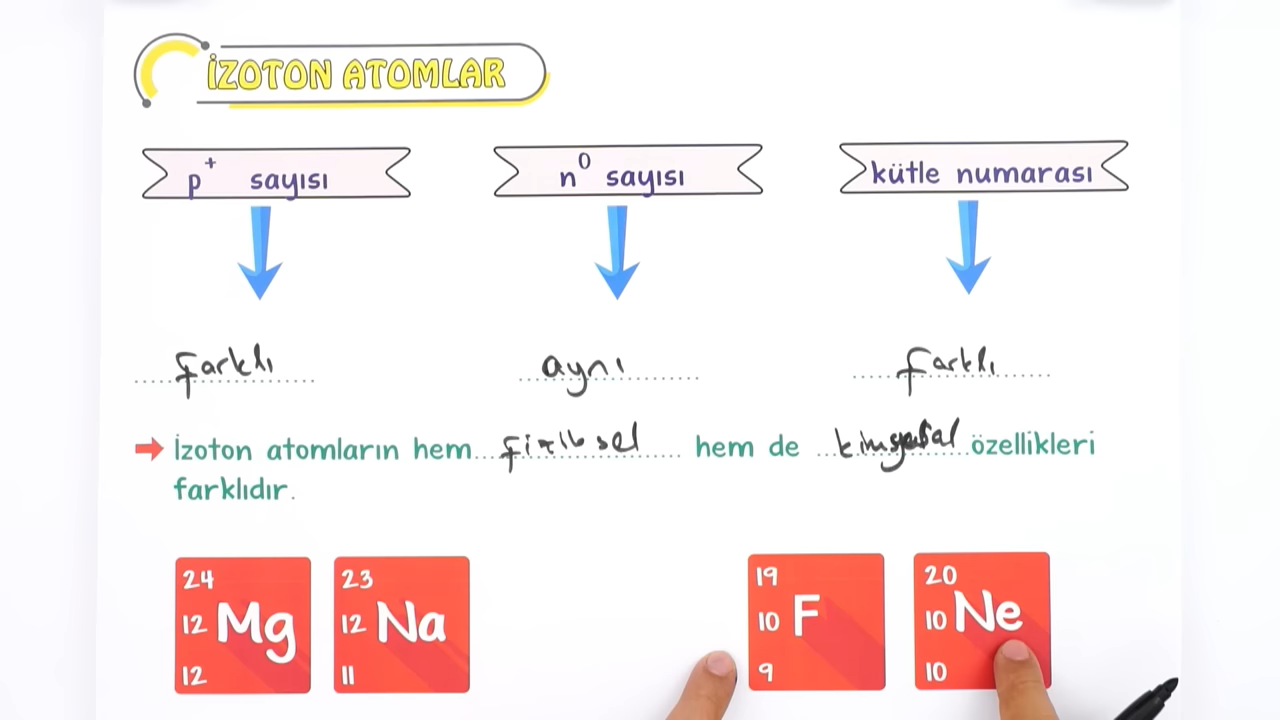 İZOTON ATOMLAR
p⁺ sayısı
n⁰ sayısı
kütle numarası
farklı
aynı
farklı
İzoton atomların hem...fiziksel...hem de...kimyasal...özellikleri
farklıdır.
24
12 Mg
12
23
12 Na
11
19
10 F
9
20
10 Ne
10